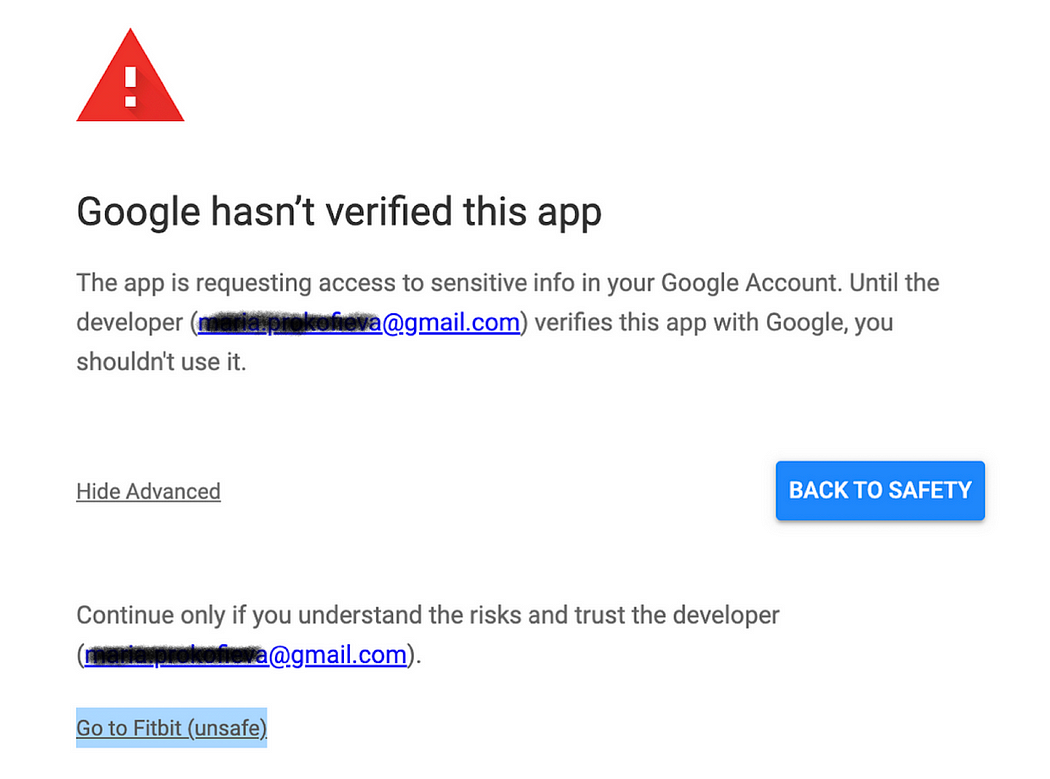 Google hasn’t verified this app
The app is requesting access to sensitive info in your Google Account. Until the
developer (@gmail.com) verifies this app with Google, you
shouldn't use it.
Hide Advanced
BACK TO SAFETY
Continue only if you understand the risks and trust the developer
(@gmail.com).
Go to Fitbit (unsafe)